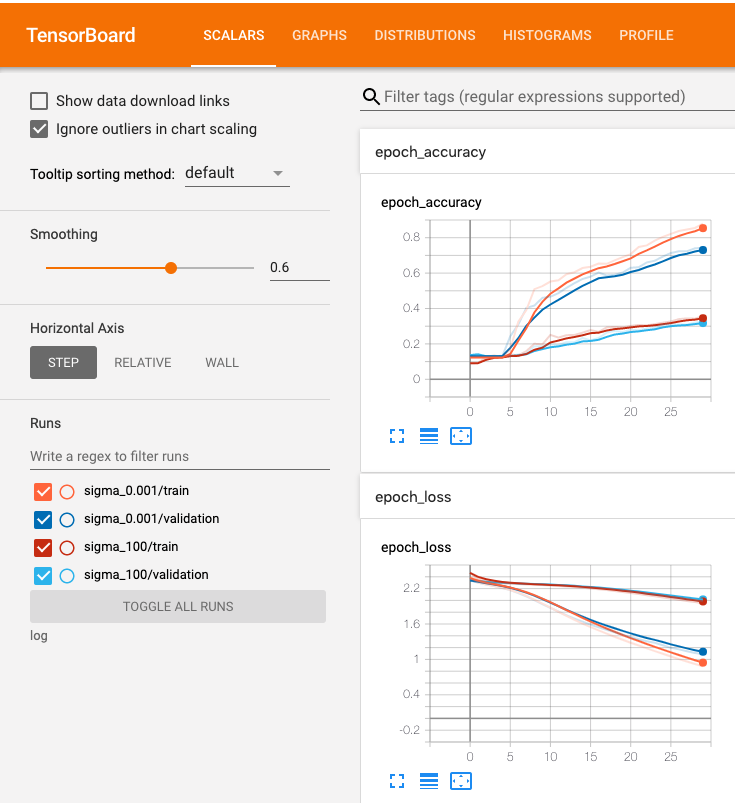 TensorBoard SCALARS GRAPHS DISTRIBUTIONS HISTOGRAMS PROFILE
Show data download links
Ignore outliers in chart scaling
Tooltip sorting method: default
Smoothing
0.6
Horizontal Axis
STEP RELATIVE WALL
Runs
Write a regex to filter runs
sigma_0.001/train
sigma_0.001/validation
sigma_100/train
sigma_100/validation
TOGGLE ALL RUNS
log
Filter tags (regular expressions supported)
epoch_accuracy
epoch_accuracy
0.8
0.6
0.4
0.2
0
0 5 10 15 20 25
epoch_loss
epoch_loss
2.2
1.6
1
0.4
-0.2
0 5 10 15 20 25